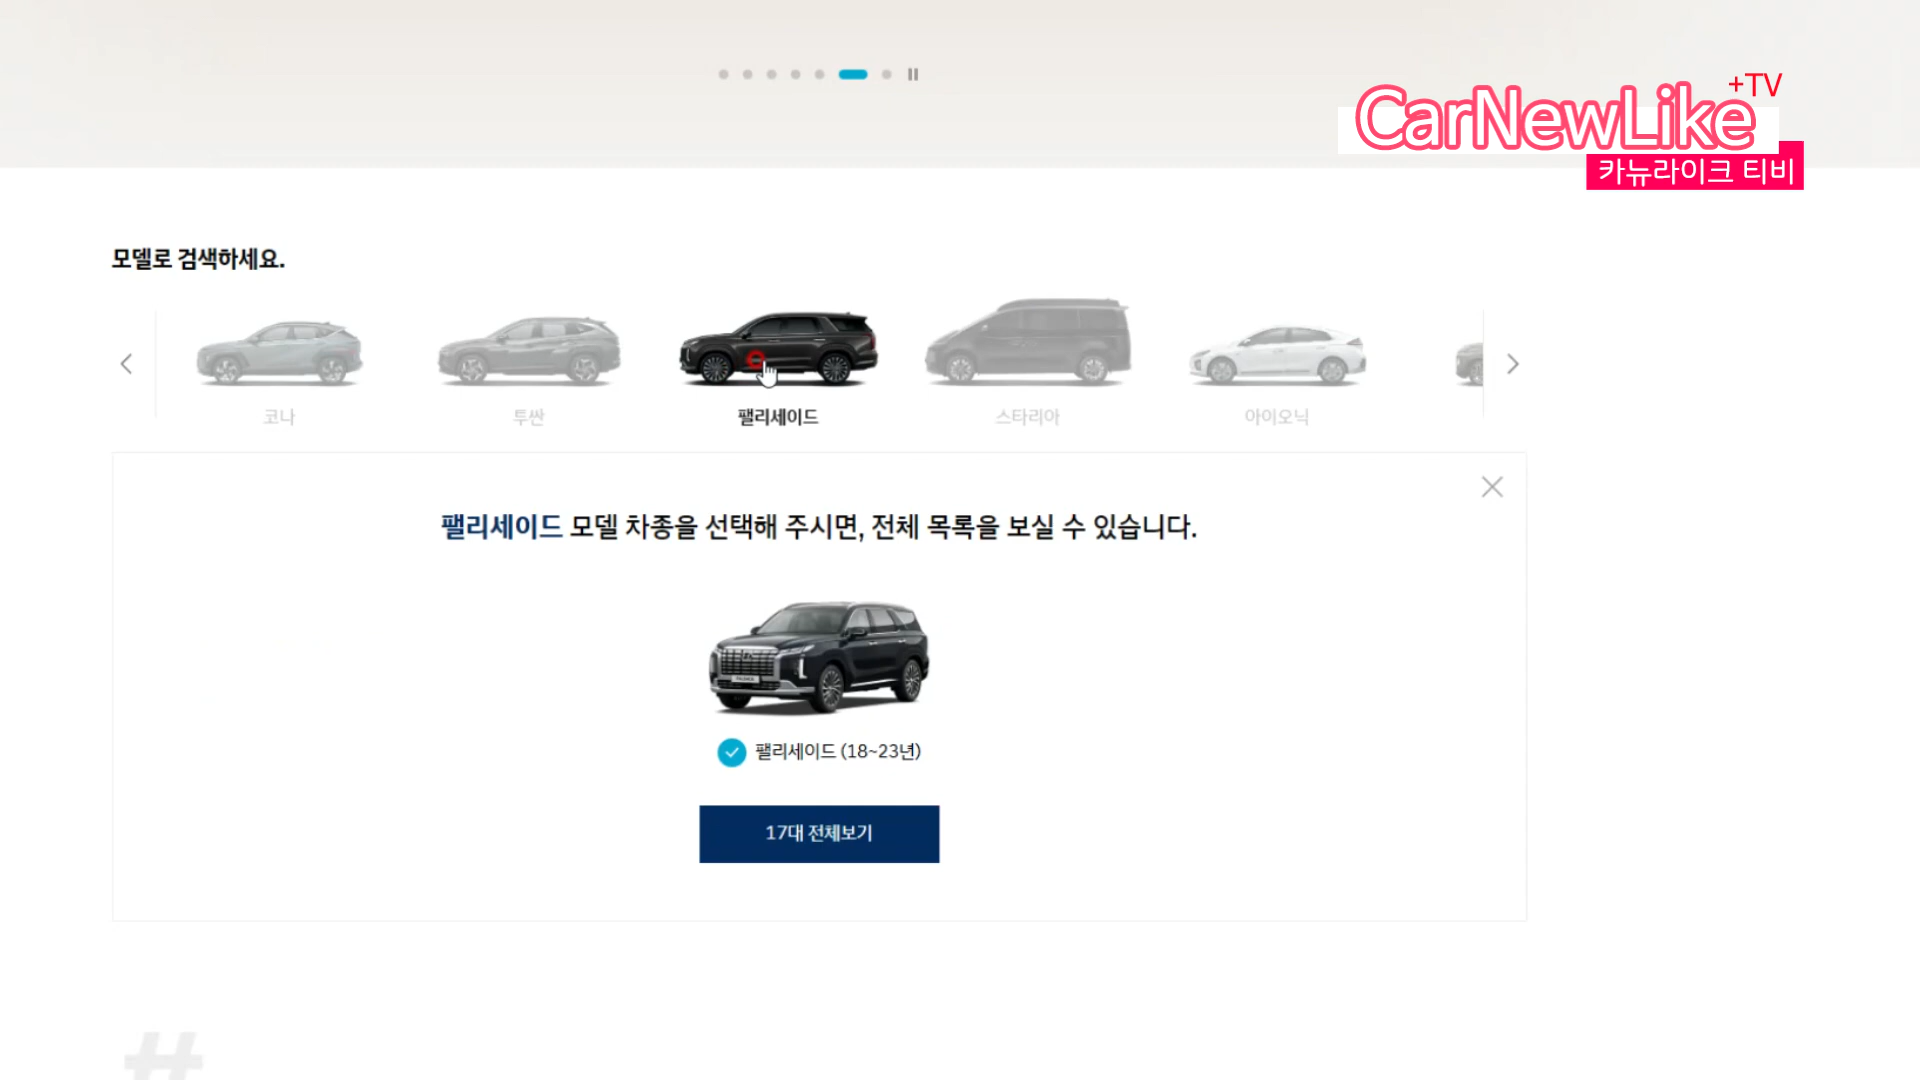 +TV
CarNewLike
카뉴라이크 티비
모델로 검색하세요.
코나
투싼
팰리세이드
스타리아
아이오닉
팰리세이드 모델 차종을 선택해 주시면, 전체 목록을 보실 수 있습니다.
팰리세이드 (18~23년)
17대 전체보기
#